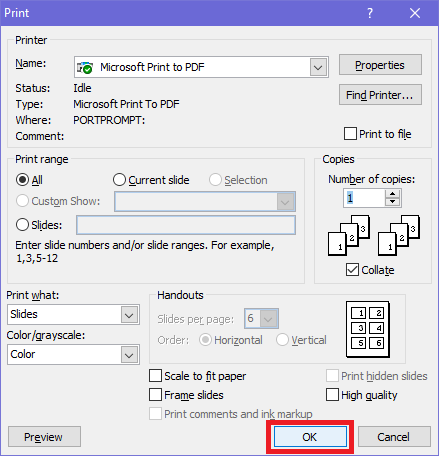 Print
?
Printer
Name:
Microsoft Print to PDF
Properties
Status:
Idle
Find Printer...
Type:
Microsoft Print To PDF
Where:
PORTPROMPT:
Comment:
Print to file
Print range
All
Current slide
Selection
Custom Show:
Slides:
Enter slide numbers and/or slide ranges. For example,
1,3,5-12
Copies
Number of copies:
1
1 2 3 1 2 3
Collate
Print what:
Slides
Color/grayscale:
Color
Handouts
Slides per page:
6
Order:
Horizontal
Vertical
1 2
3 4
5 6
Scale to fit paper
Print hidden slides
Frame slides
High quality
Print comments and ink markup
Preview
OK
Cancel